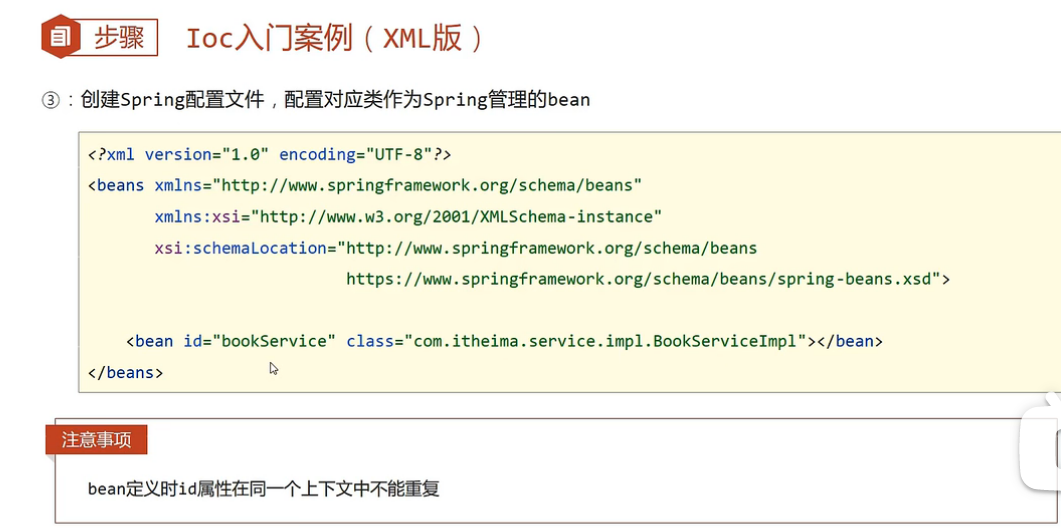 步骤 Ioc入门案例（XML版）
③：创建Spring配置文件，配置对应类作为Spring管理的bean
<?xml version="1.0" encoding="UTF-8"?>
<beans xmlns="http://www.springframework.org/schema/beans"
xmlns:xsi="http://www.w3.org/2001/XMLSchema-instance"
xsi:schemaLocation="http://www.springframework.org/schema/beans
https://www.springframework.org/schema/beans/spring-beans.xsd">
<bean id="bookService" class="com.itheima.service.impl.BookServiceImpl"></bean>
</beans>
注意事项
bean定义时id属性在同一个上下文中不能重复